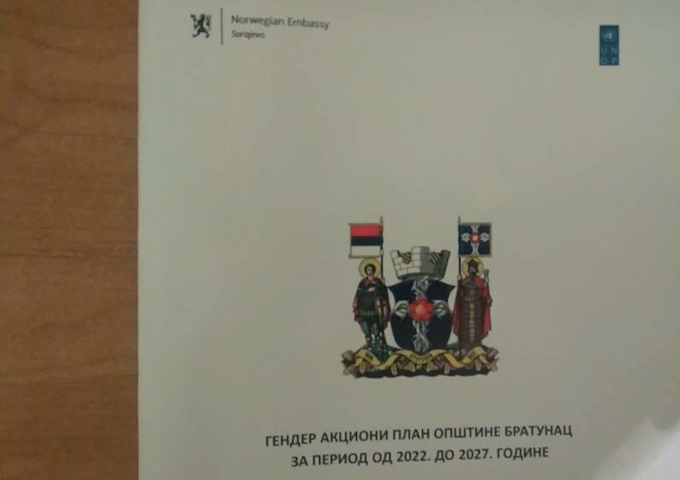 Norwegian Embassy
Sarajevo
U N
D P
ГЕНДЕР АКЦИОНИ ПЛАН ОПШТИНЕ БРАТУНАЦ
ЗА ПЕРИОД ОД 2022. ДО 2027. ГОДИНЕ